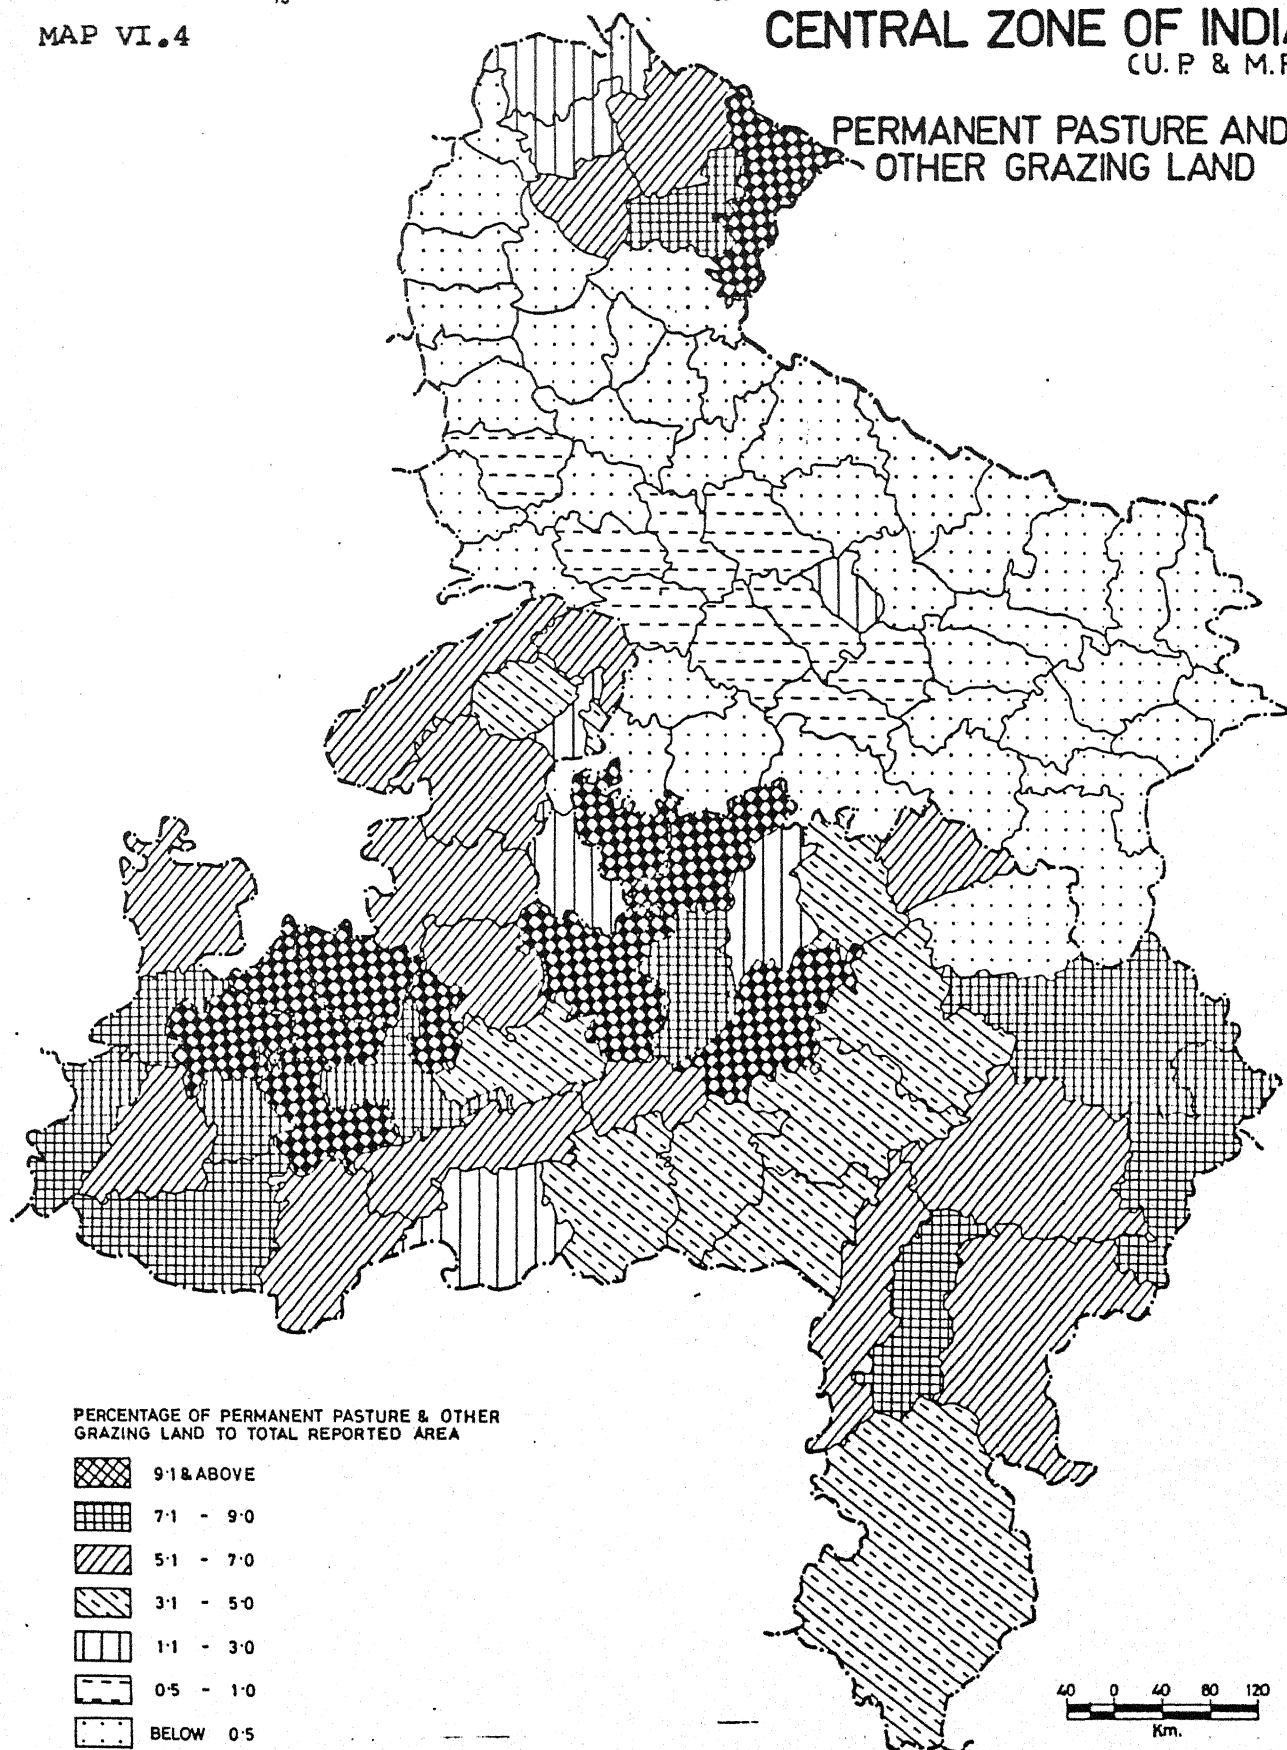 MAP VI.4
CENTRAL ZONE OF INDIA
(U.P. & M.P
PERMANENT PASTURE AND
OTHER GRAZING LAND
PERCENTAGE OF PERMANENT PASTURE & OTHER
GRAZING LAND TO TOTAL REPORTED AREA
9·1 & ABOVE
7·1 - 9·0
5·1 - 7·0
3·1 - 5·0
1·1 - 3·0
0·5 - 1·0
BELOW 0·5
40 0 40 80 120
Km.